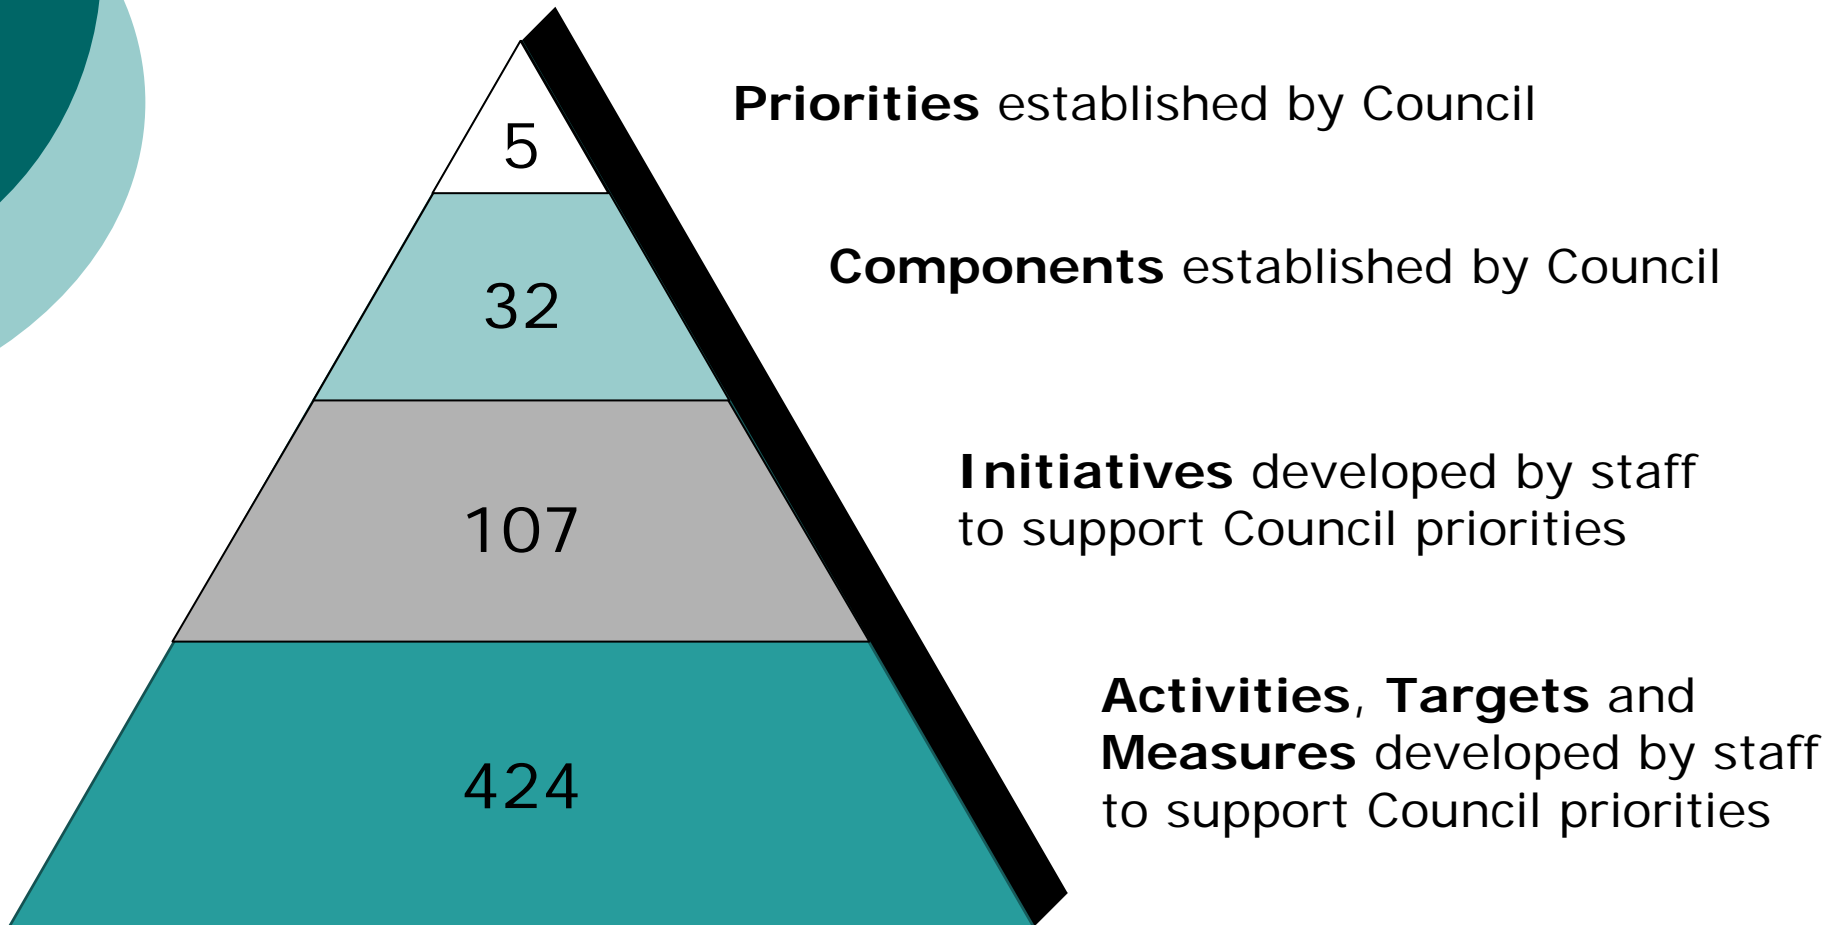 5
Priorities established by Council
32
Components established by Council
107
Initiatives developed by staff
to support Council priorities
424
Activities, Targets and
Measures developed by staff
to support Council priorities